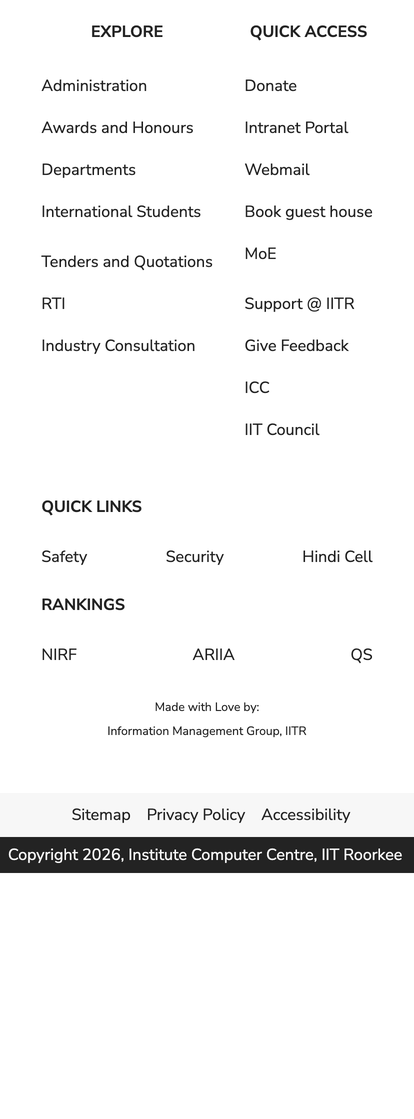 EXPLORE
Administration
Awards and Honours
Departments
International Students
Tenders and Quotations
RTI
Industry Consultation
QUICK ACCESS
Donate
Intranet Portal
Webmail
Book guest house
MoE
Support @ IITR
Give Feedback
ICC
IIT Council
QUICK LINKS
Safety Security Hindi Cell
RANKINGS
NIRF ARIIA QS
Made with Love by:
Information Management Group, IITR
Sitemap Privacy Policy Accessibility
Copyright 2026, Institute Computer Centre, IIT Roorkee